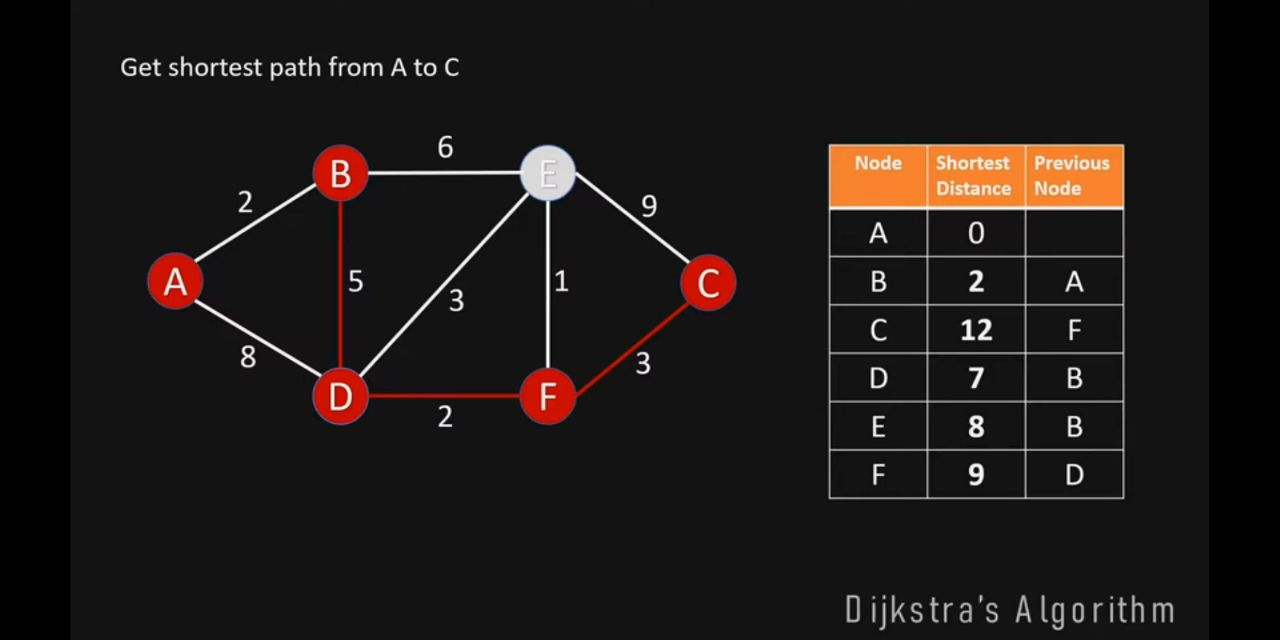 Get shortest path from A to C
B
6
E
2
9
A
5
3
1
C
8
3
D
2
F
Node Shortest Distance Previous Node
A 0
B 2 A
C 12 F
D 7 B
E 8 B
F 9 D
Dijkstra's Algorithm